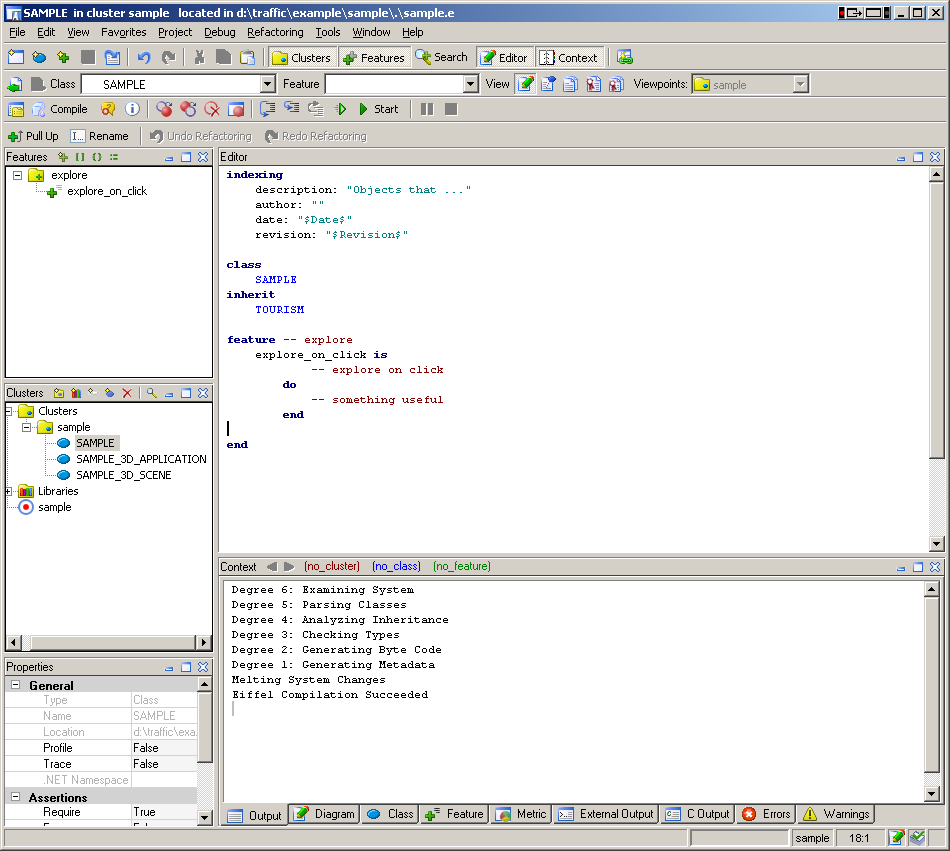 SAMPLE in cluster sample located in d:\traffic\example\sample\.\sample.e
File Edit View Favorites Project Debug Refactoring Tools Window Help
Clusters Features Search Editor Context
Class SAMPLE Feature View Viewpoints: sample
Compile Start
Pull Up Rename Undo Refactoring Redo Refactoring
Features
explore
explore_on_click
Editor
indexing
description: "Objects that ..."
author: ""
date: "$Date$"
revision: "$Revision$"
class
SAMPLE
inherit
TOURISM
feature -- explore
explore_on_click is
-- explore on click
do
-- something useful
end
end
Clusters
Clusters
sample
SAMPLE
SAMPLE_3D_APPLICATION
SAMPLE_3D_SCENE
Libraries
sample
Context (no_cluster) (no_class) (no_feature)
Degree 6: Examining System
Degree 5: Parsing Classes
Degree 4: Analyzing Inheritance
Degree 3: Checking Types
Degree 2: Generating Byte Code
Degree 1: Generating Metadata
Melting System Changes
Eiffel Compilation Succeeded
Properties
General
Type Class
Name SAMPLE
Location d:\traffic\exa.
Profile False
Trace False
.NET Namespace
Assertions
Require True
Output Diagram Class Feature Metric External Output C Output Errors Warnings
sample 18:1